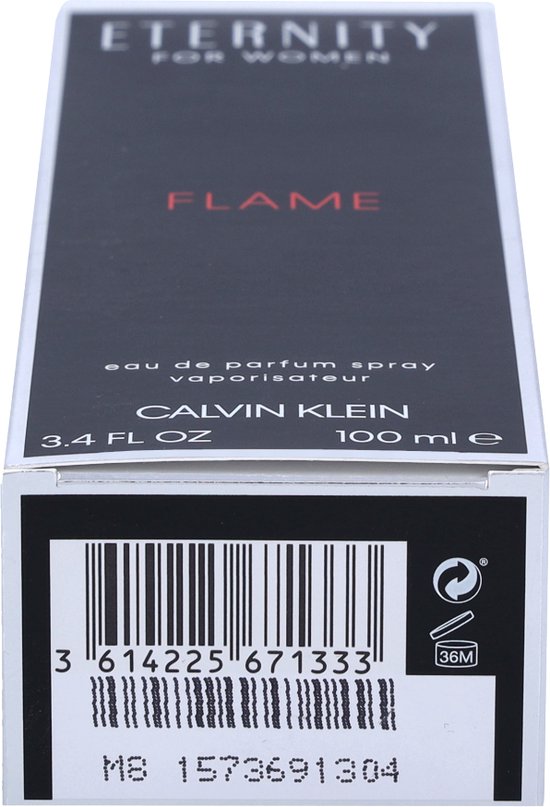 ETERNITY
FOR WOMEN
FLAME
eau de parfum spray
vaporisateur
CALVIN KLEIN
3.4 FL OZ 100 ml ℮
3 614225 671333
®
36M
M8 1573691304